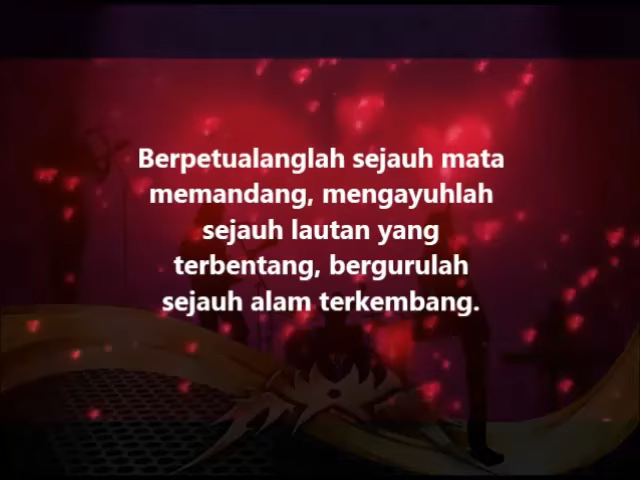 Berpetualanglah sejauh mata
memandang, mengayuhlah
sejauh lautan yang
terbentang, bergurulah
sejauh alam terkembang.